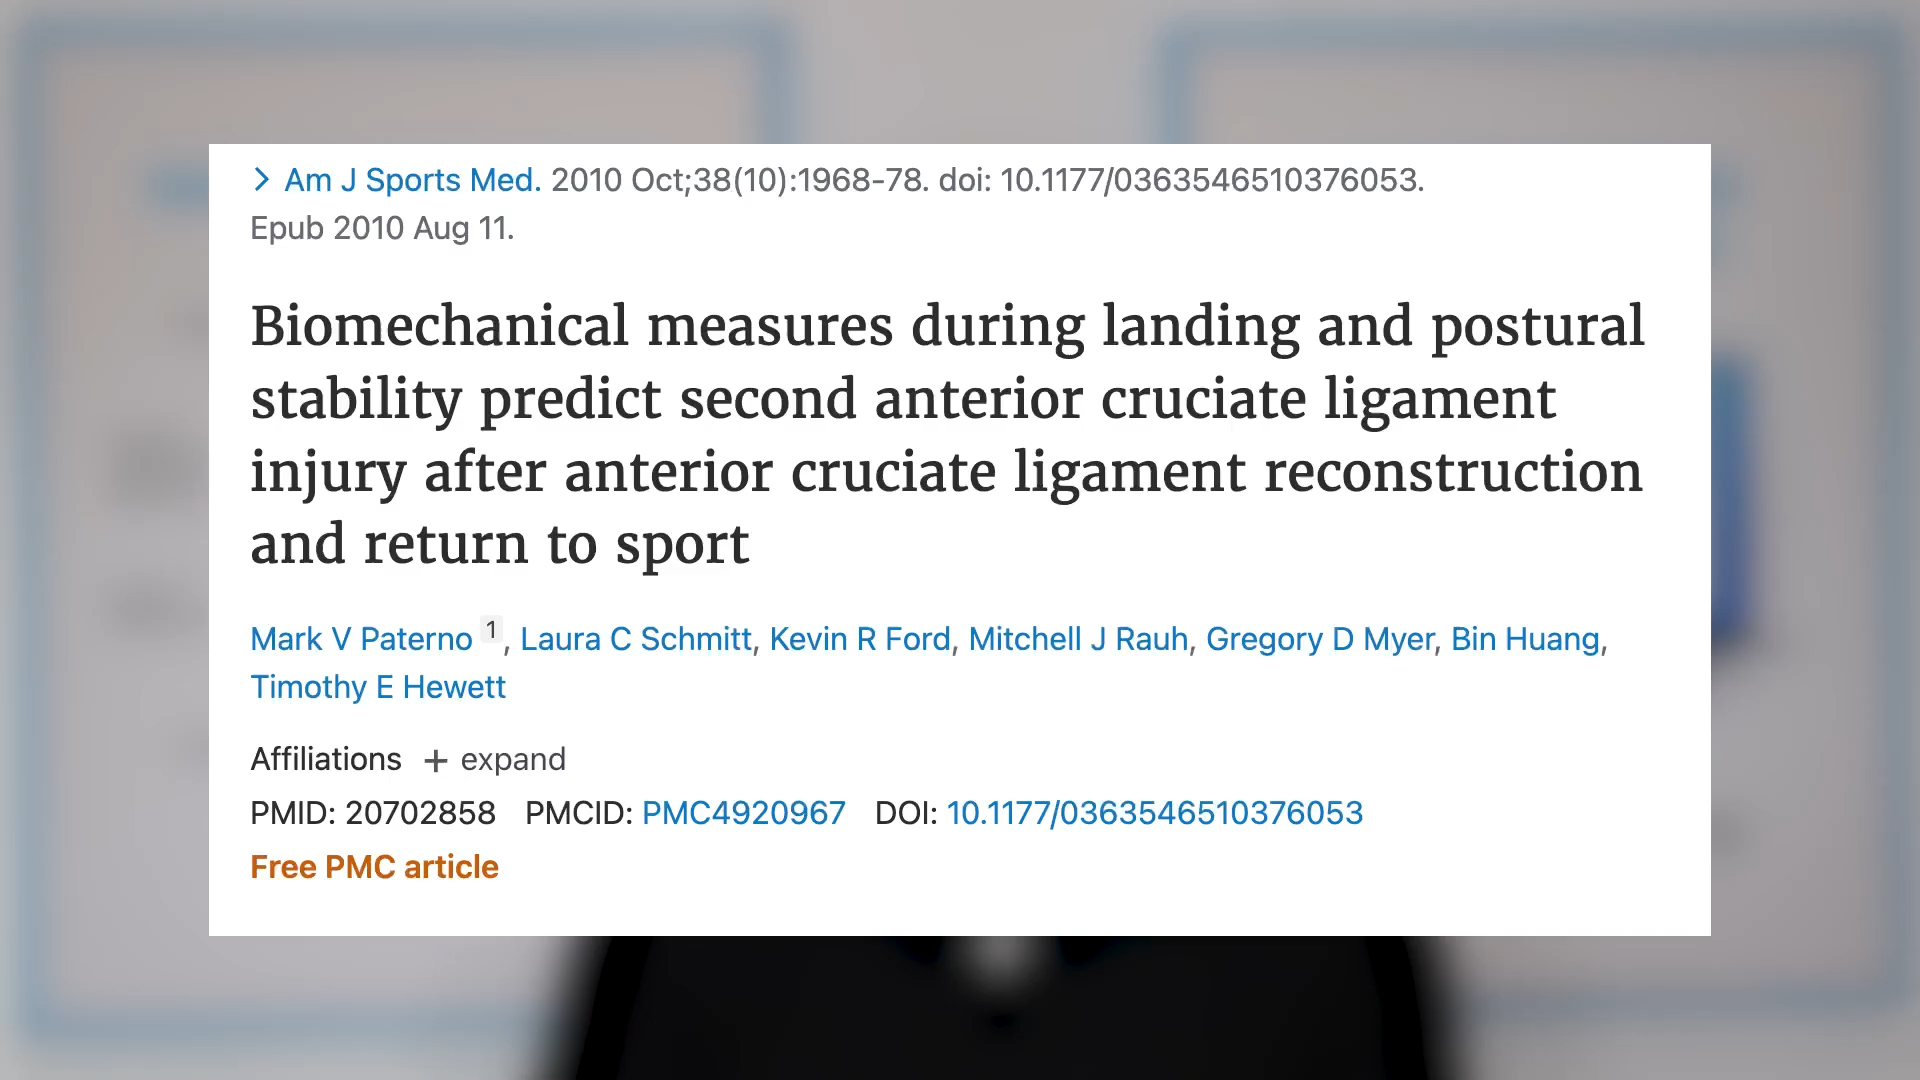 > Am J Sports Med. 2010 Oct;38(10):1968-78. doi: 10.1177/0363546510376053.
Epub 2010 Aug 11.
Biomechanical measures during landing and postural
stability predict second anterior cruciate ligament
injury after anterior cruciate ligament reconstruction
and return to sport
Mark V Paterno 1, Laura C Schmitt, Kevin R Ford, Mitchell J Rauh, Gregory D Myer, Bin Huang,
Timothy E Hewett
Affiliations + expand
PMID: 20702858 PMCID: PMC4920967 DOI: 10.1177/0363546510376053
Free PMC article